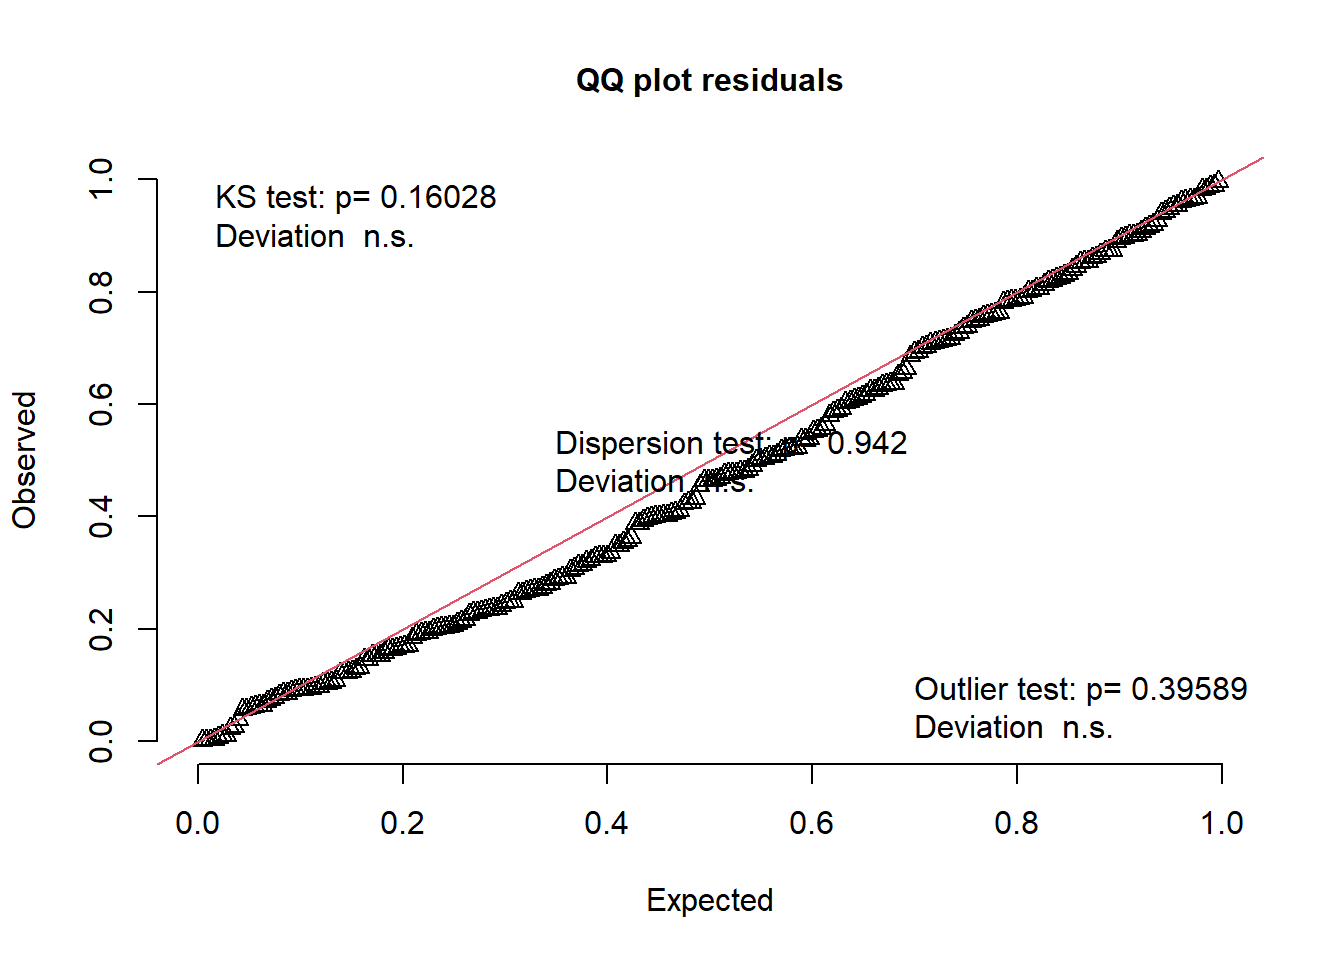 QQ plot residuals
KS test: p= 0.16028
Deviation  n.s.
Dispersion test: p= 0.942
Deviation  n.s.
Outlier test: p= 0.39589
Deviation  n.s.
Observed
0.0
0.2
0.4
0.6
0.8
1.0
0.0 0.2 0.4 0.6 0.8 1.0
Expected